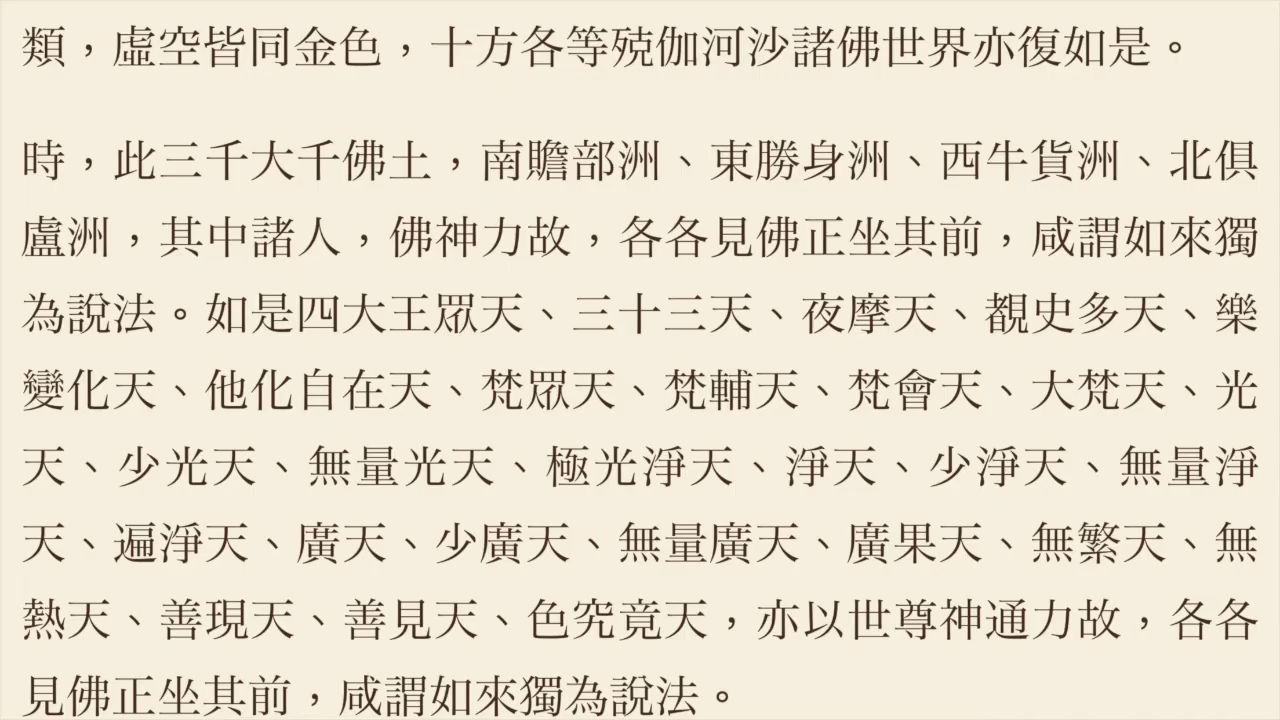 類，虛空皆同金色，十方各等殑伽河沙諸佛世界亦復如是。
時，此三千大千佛土，南贍部洲、東勝身洲、西牛貨洲、北俱
盧洲，其中諸人，佛神力故，各各見佛正坐其前，咸謂如來獨
為說法。如是四大王眾天、三十三天、夜摩天、覩史多天、樂
變化天、他化自在天、梵眾天、梵輔天、梵會天、大梵天、光
天、少光天、無量光天、極光淨天、淨天、少淨天、無量淨
天、遍淨天、廣天、少廣天、無量廣天、廣果天、無繁天、無
熱天、善現天、善見天、色究竟天，亦以世尊神通力故，各各
見佛正坐其前，咸謂如來獨為說法。